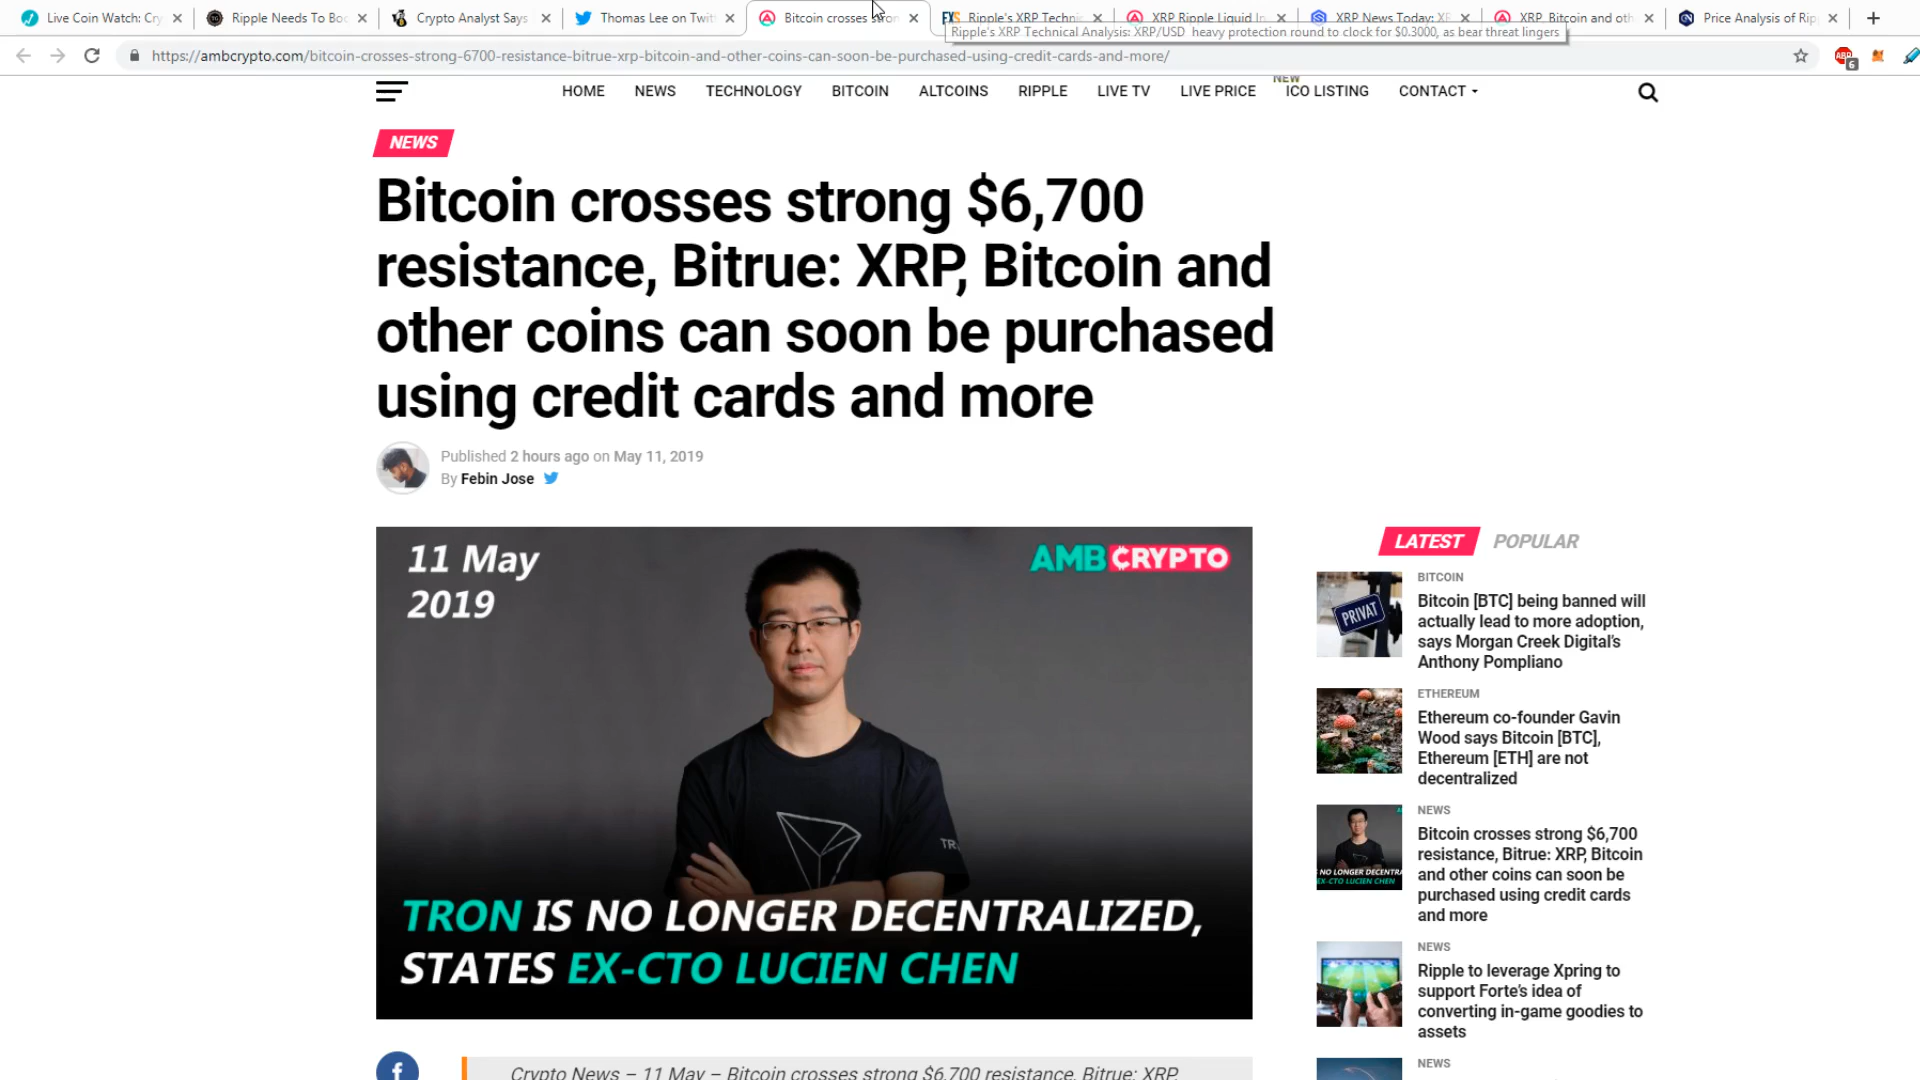 Live Coin Watch: Cry
Ripple Needs To Boo
Crypto Analyst Says
Thomas Lee on Twitt
Bitcoin crosses stron
Ripple's XRP Technic
XRP Ripple Liquid In
XRP News Today: XR
XRP, Bitcoin and oth
Price Analysis of Rip
Ripple's XRP Technical Analysis: XRP/USD heavy protection round to clock for $0.3000, as bear threat lingers
https://ambcrypto.com/bitcoin-crosses-strong-6700-resistance-bitrue-xrp-bitcoin-and-other-coins-can-soon-be-purchased-using-credit-cards-and-more/
ABP
6
NEW
HOME NEWS TECHNOLOGY BITCOIN ALTCOINS RIPPLE LIVE TV LIVE PRICE ICO LISTING CONTACT
NEWS
Bitcoin crosses strong $6,700
resistance, Bitrue: XRP, Bitcoin and
other coins can soon be purchased
using credit cards and more
Published 2 hours ago on May 11, 2019
By Febin Jose
11 May
2019
AMBCRYPTO
TR
TRON IS NO LONGER DECENTRALIZED,
STATES EX-CTO LUCIEN CHEN
Crypto News – 11 May – Bitcoin crosses strong $6,700 resistance, Bitrue: XRP,
LATEST POPULAR
PRIVAT
BITCOIN
Bitcoin [BTC] being banned will
actually lead to more adoption,
says Morgan Creek Digital's
Anthony Pompliano
ETHEREUM
Ethereum co-founder Gavin
Wood says Bitcoin [BTC],
Ethereum [ETH] are not
decentralized
NEWS
Bitcoin crosses strong $6,700
resistance, Bitrue: XRP, Bitcoin
and other coins can soon be
purchased using credit cards
and more
NEWS
Ripple to leverage Xpring to
support Forte's idea of
converting in-game goodies to
assets
NEWS